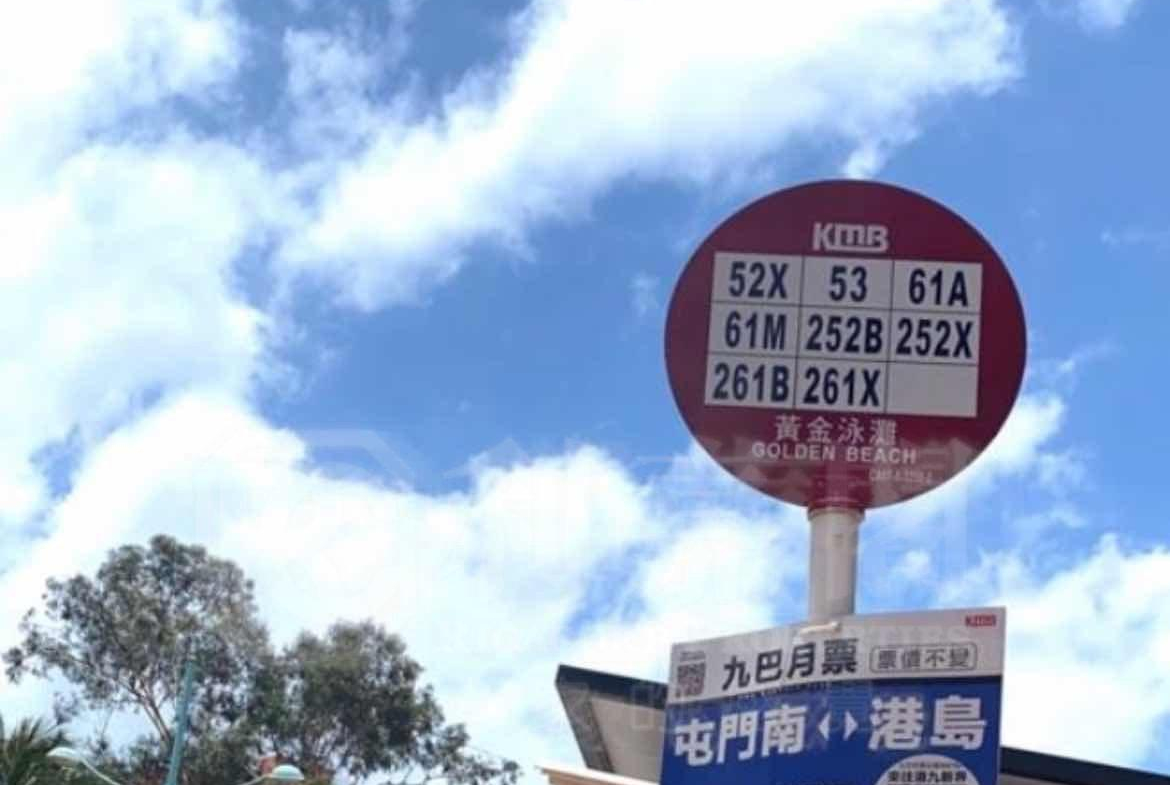 KMB
52X 53 61A
61M 252B 252X
261B 261X
黃金泳灘
GOLDEN BEACH
KMB
九巴月票 票價不變
屯門南 港島